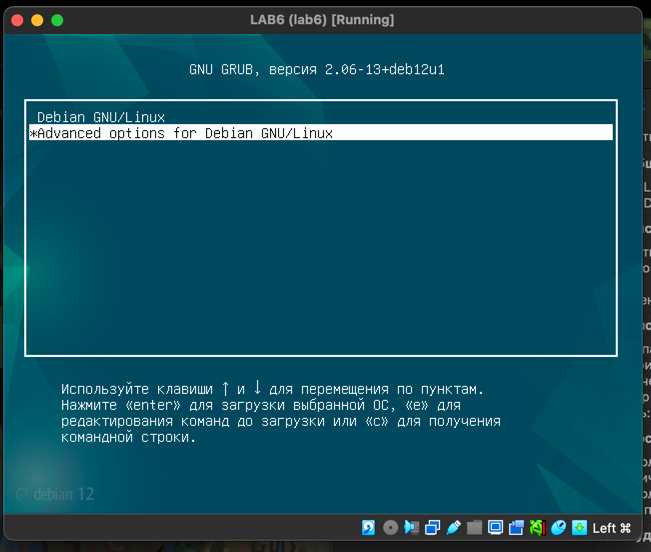 LAB6 (lab6) [Running]
GNU GRUB, версия 2.06-13+deb12u1
Debian GNU/Linux
*Advanced options for Debian GNU/Linux
Используйте клавиши ↑ и ↓ для перемещения по пунктам.
Нажмите «enter» для загрузки выбранной ОС, «e» для
редактирования команд до загрузки или «c» для получения
командной строки.
debian 12
Left ⌘